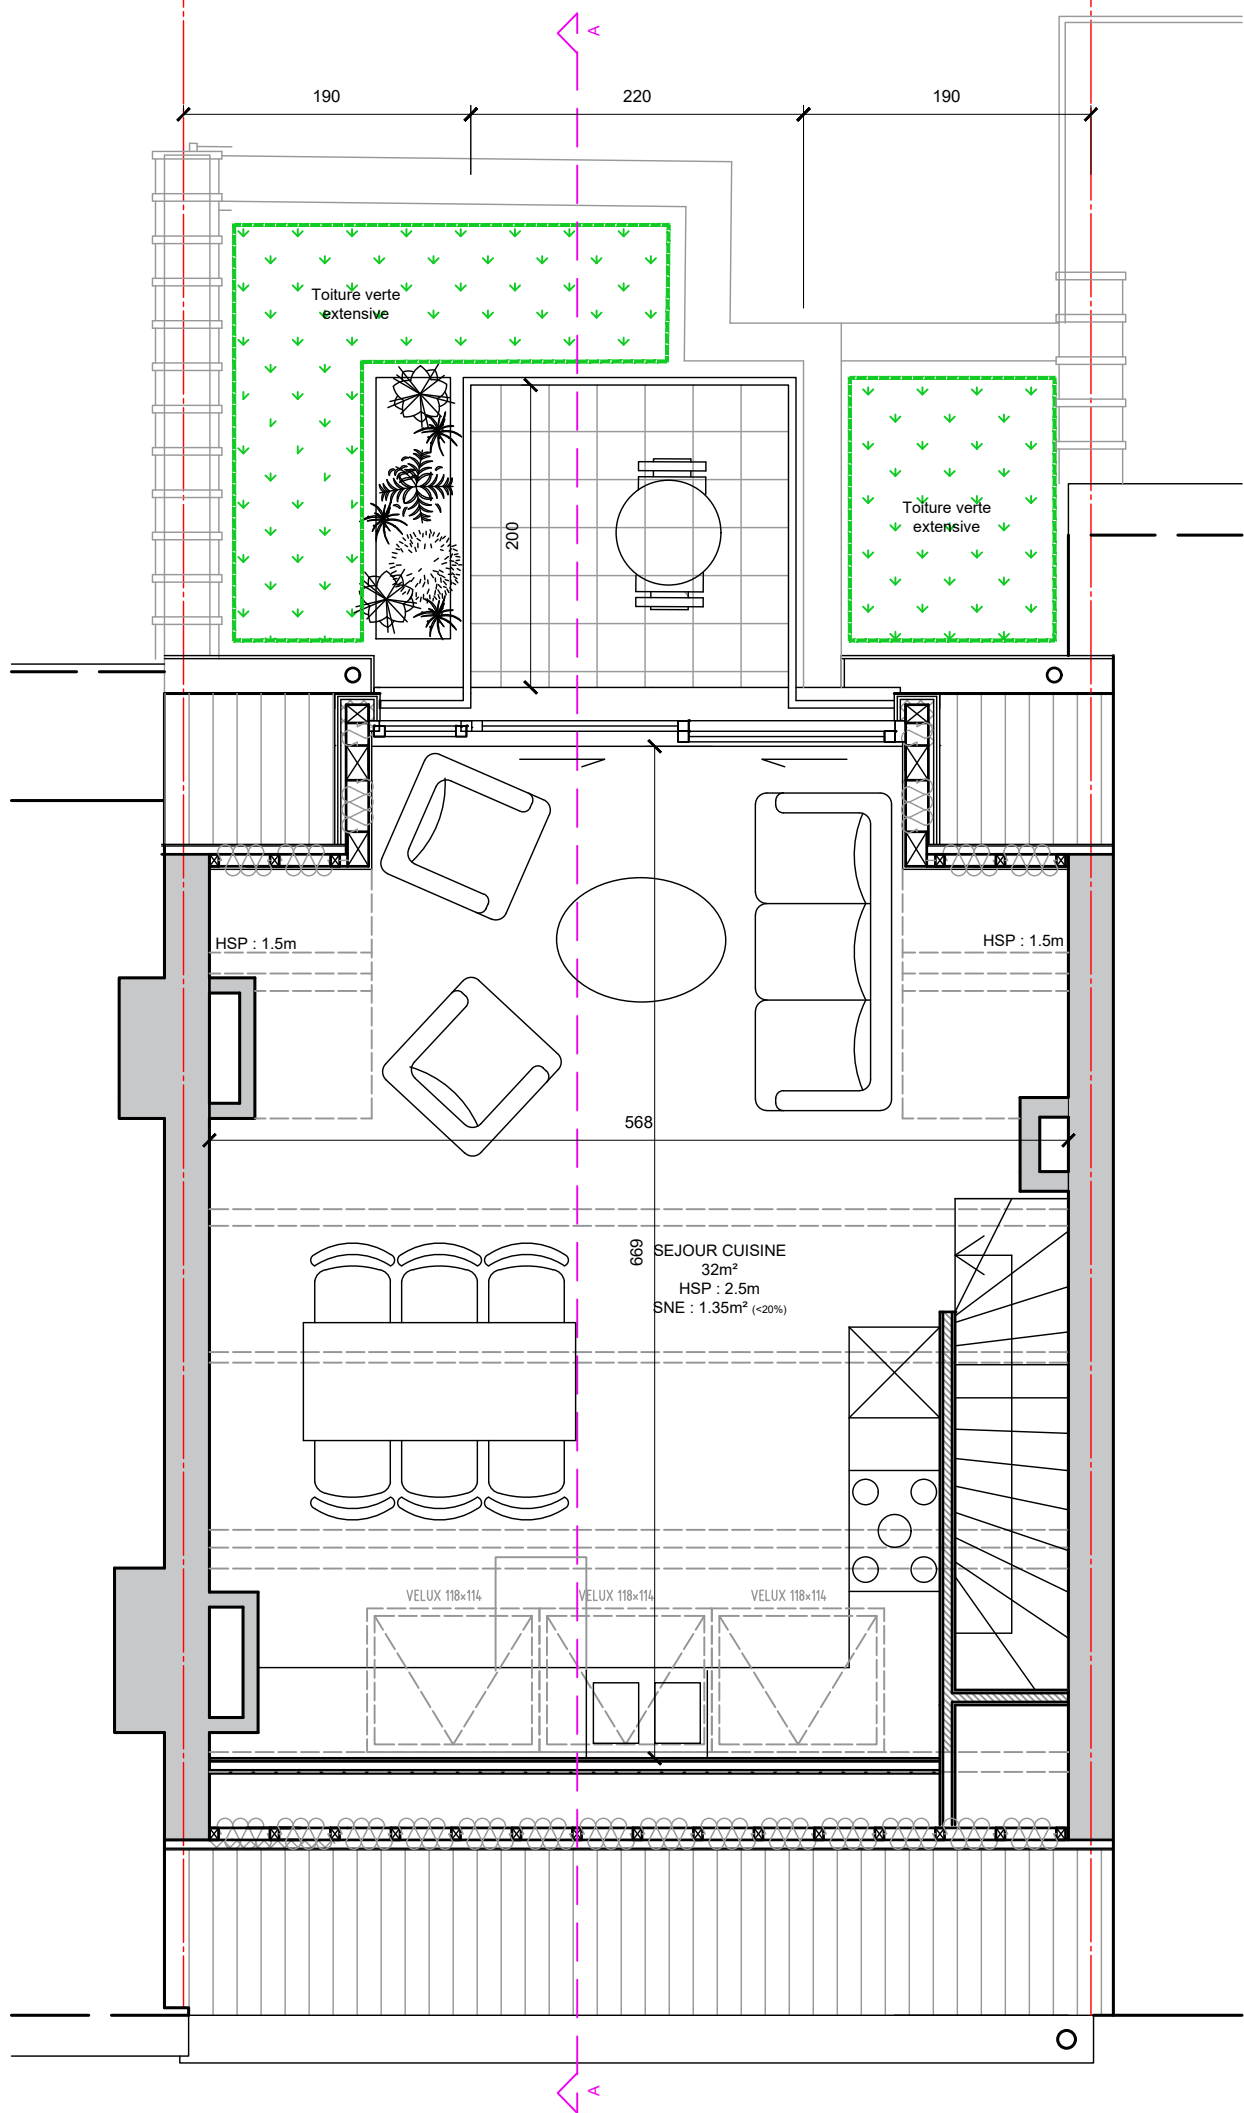 A
190
220
190
Toiture verte
extensive
200
Toiture verte
extensive
HSP : 1.5m
HSP : 1.5m
568
669
SEJOUR CUISINE
32m²
HSP : 2.5m
SNE : 1.35m² (<20%)
VELUX 118×114
VELUX 118×114
VELUX 118×114
A